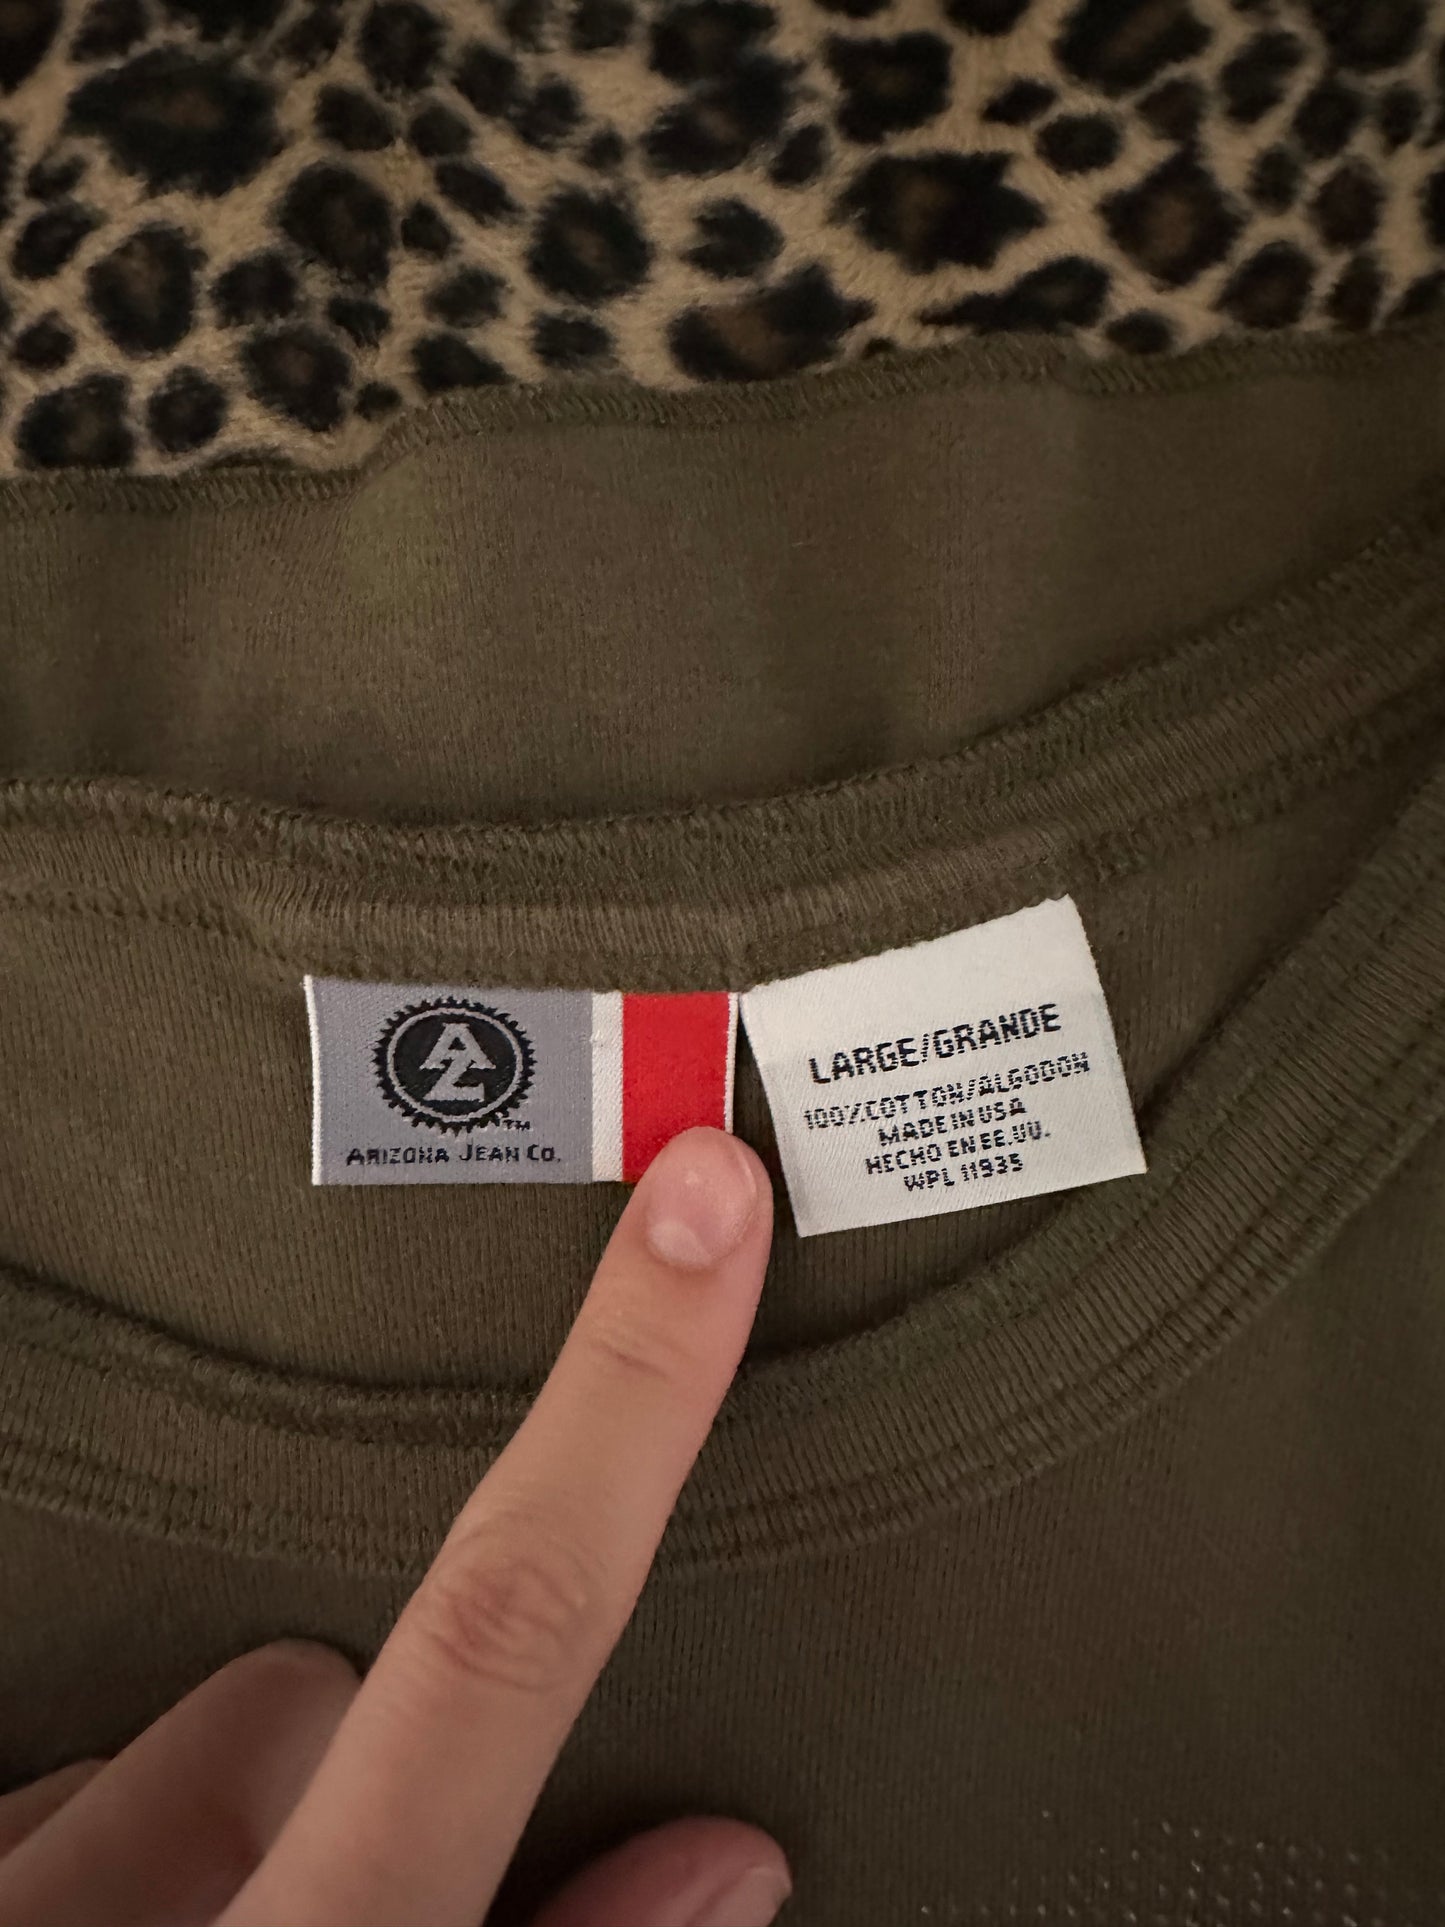 AZ
TM
ARIZONA JEAN CO.
LARGE/GRANDE
100%COTTON/ALGODON
MADE IN USA
HECHO EN EE.UU.
WPL 11935